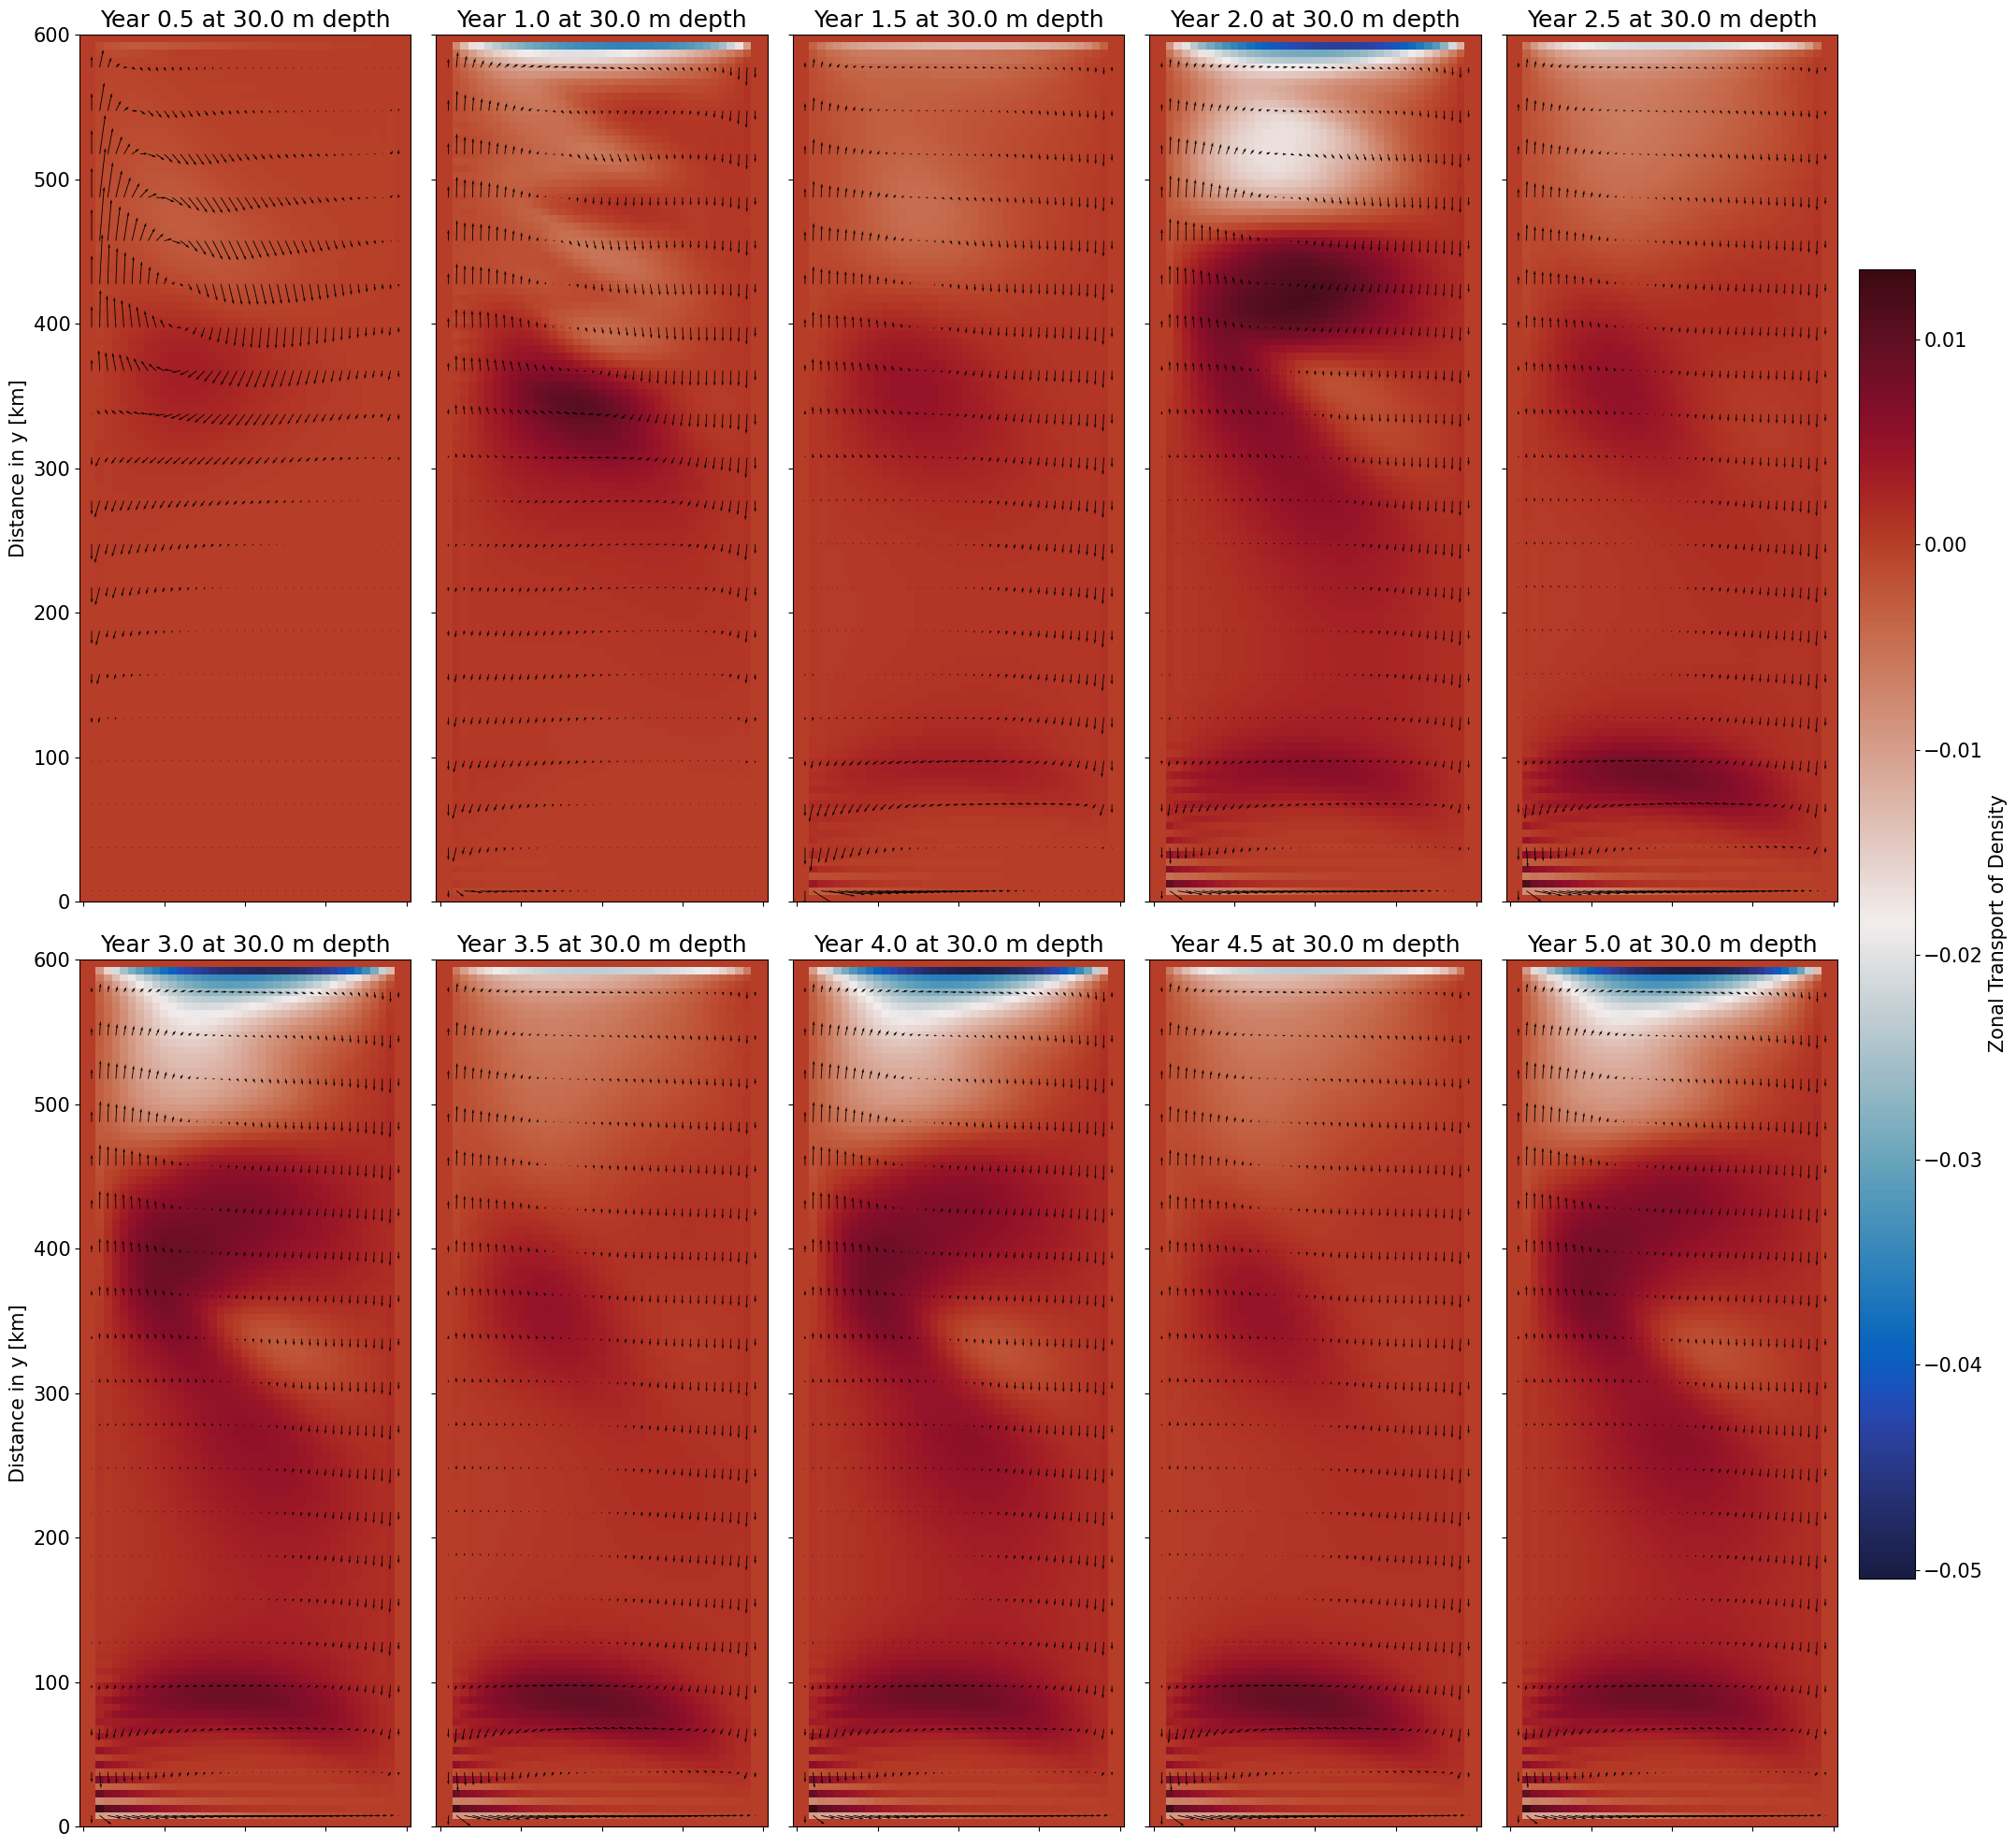 Year 0.5 at 30.0 m depth
Year 1.0 at 30.0 m depth
Year 1.5 at 30.0 m depth
Year 2.0 at 30.0 m depth
Year 2.5 at 30.0 m depth
600
500
400
300
200
100
0
Distance in y [km]
Year 3.0 at 30.0 m depth
Year 3.5 at 30.0 m depth
Year 4.0 at 30.0 m depth
Year 4.5 at 30.0 m depth
Year 5.0 at 30.0 m depth
600
500
400
300
200
100
0
Distance in y [km]
0.01
0.00
−0.01
−0.02
−0.03
−0.04
−0.05
Zonal Transport of Density